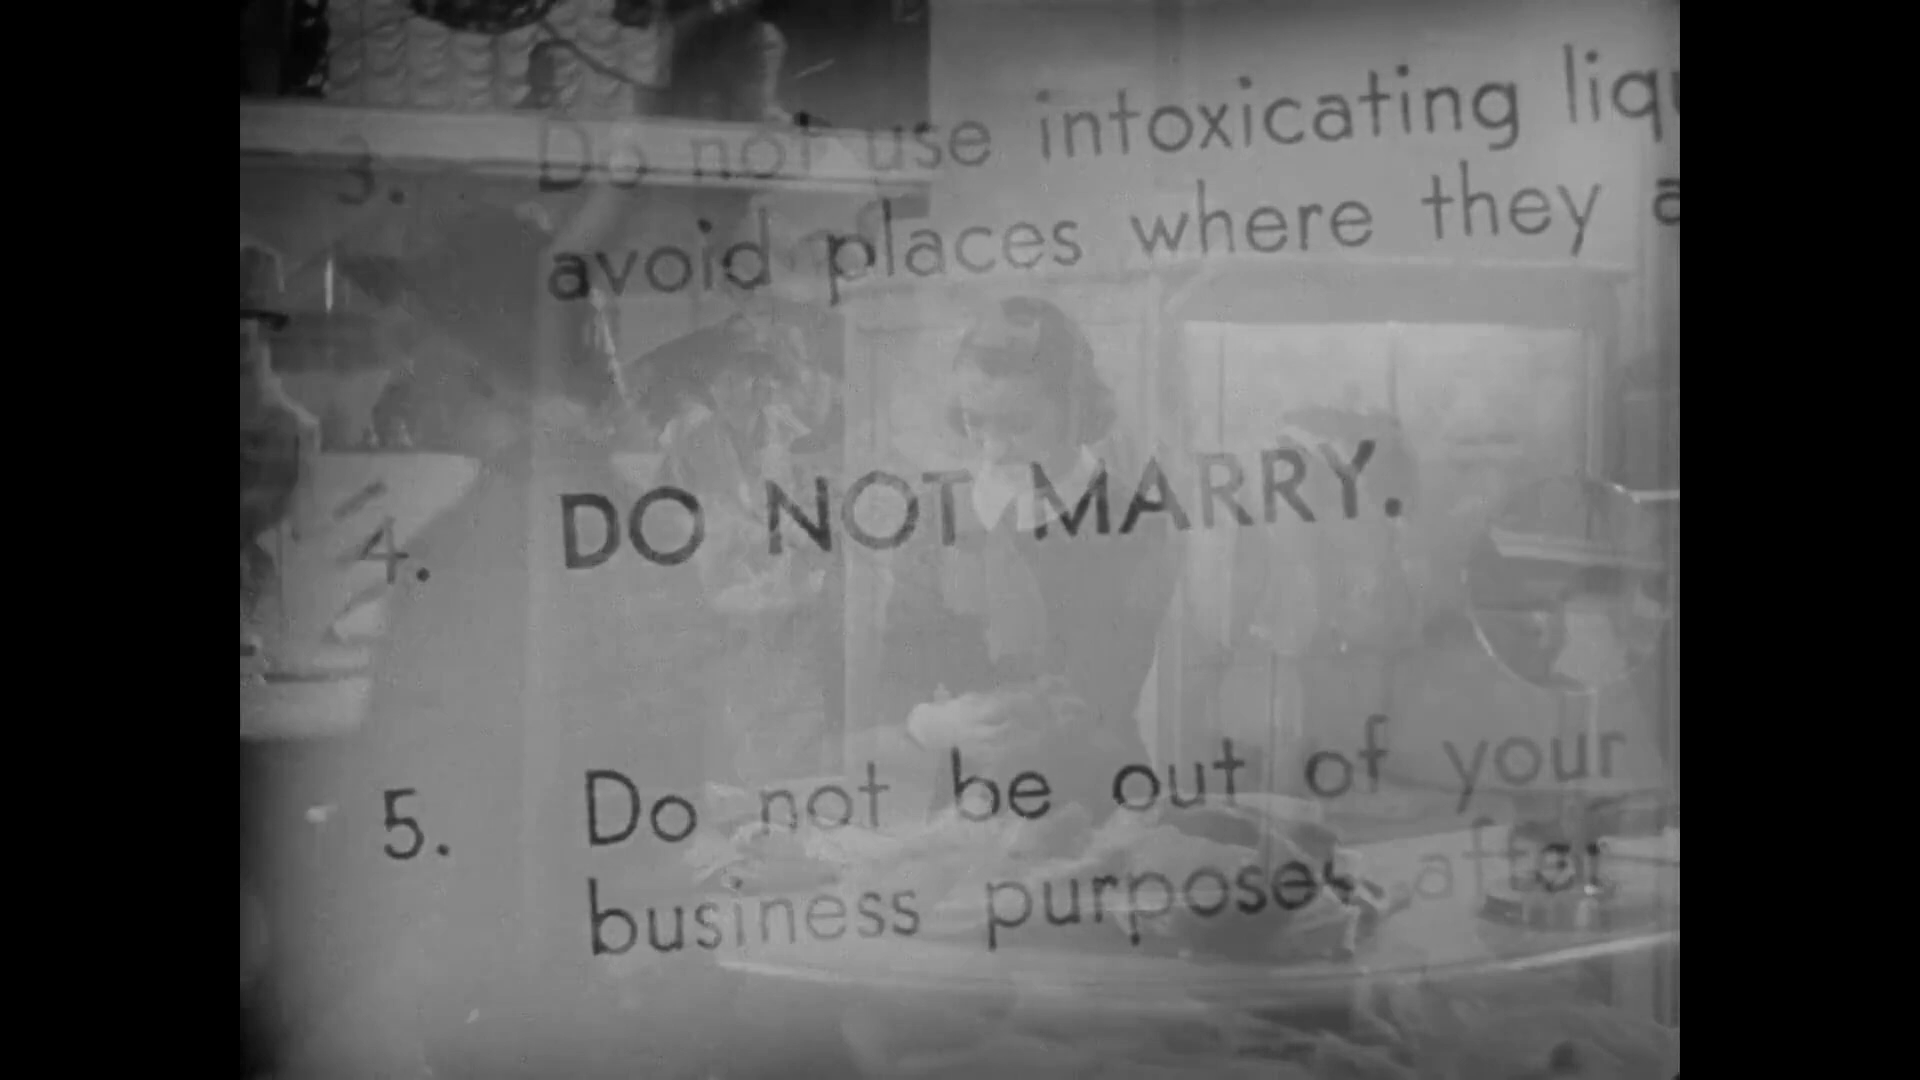 3. Do not use intoxicating
avoid places where they
4. DO NOT MARRY.
5. Do not be out of your
business purposes, after